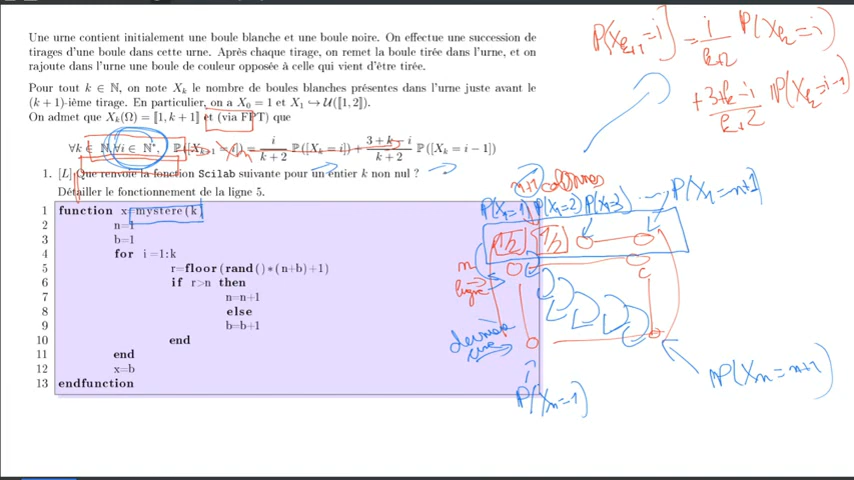 Une urne contient initialement une boule blanche et une boule noire. On effectue une succession de
tirages d'une boule dans cette urne. Après chaque tirage, on remet la boule tirée dans l'urne, et on
rajoute dans l'urne une boule de couleur opposée à celle qui vient d'être tirée.
Pour tout k ∈ ℕ, on note X_k le nombre de boules blanches présentes dans l'urne juste avant le
(k + 1)-ième tirage. En particulier, on a X_0 = 1 et X_1 ↪ U(⟦1, 2⟧).
On admet que X_k(Ω) = ⟦1, k + 1⟧ et (via FPT) que
∀k ∈ ℕ, ∀i ∈ ℕ*, P([X_{k+1} = i]) = i/(k + 2) P([X_k = i]) + (3 + k − i)/(k + 2) P([X_k = i − 1])
1. [L] Que renvoie la fonction Scilab suivante pour un entier k non nul ?
Détailler le fonctionnement de la ligne 5.
1 function x=mystere(k)
2 n=1
3 b=1
4 for i=1:k
5 r=floor(rand()*(n+b)+1)
6 if r>n then
7 n=n+1
8 else
9 b=b+1
10 end
11 end
12 x=b
13 endfunction
P[X_{k+1}=i] = i/(k+2) P(X_k=i)
+ (3+k-i)/(k+2) P(X_k=i-1)
n+1 colonnes
P(X_1=1) P(X_1=2) P(X_1=3) ... P(X_1=n+1)
1/2 1/2
n
ligne
P(X_n=1)
P(X_n=n+1)